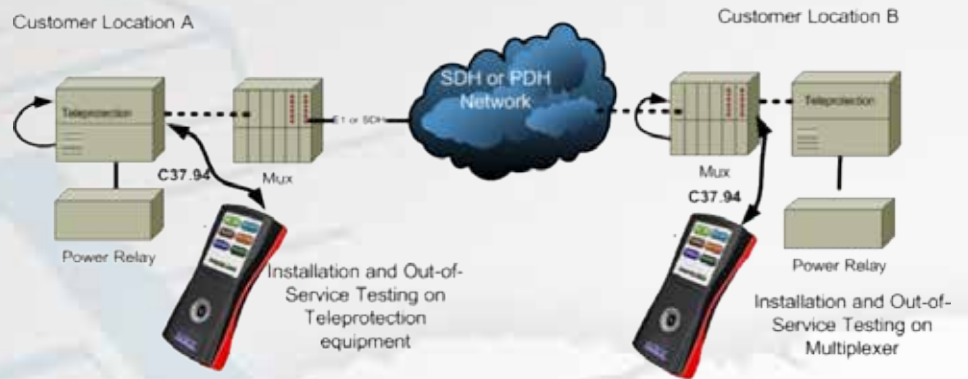 Customer Location A
Customer Location B
Teleprotection
SDH or PDH
Network
E1 or SDH
Teleprotection
C37.94
Mux
Mux
C37.94
Power Relay
Power Relay
Installation and Out-of-
Service Testing on
Teleprotection
equipment
Installation and Out-of-
Service Testing on
Multiplexer